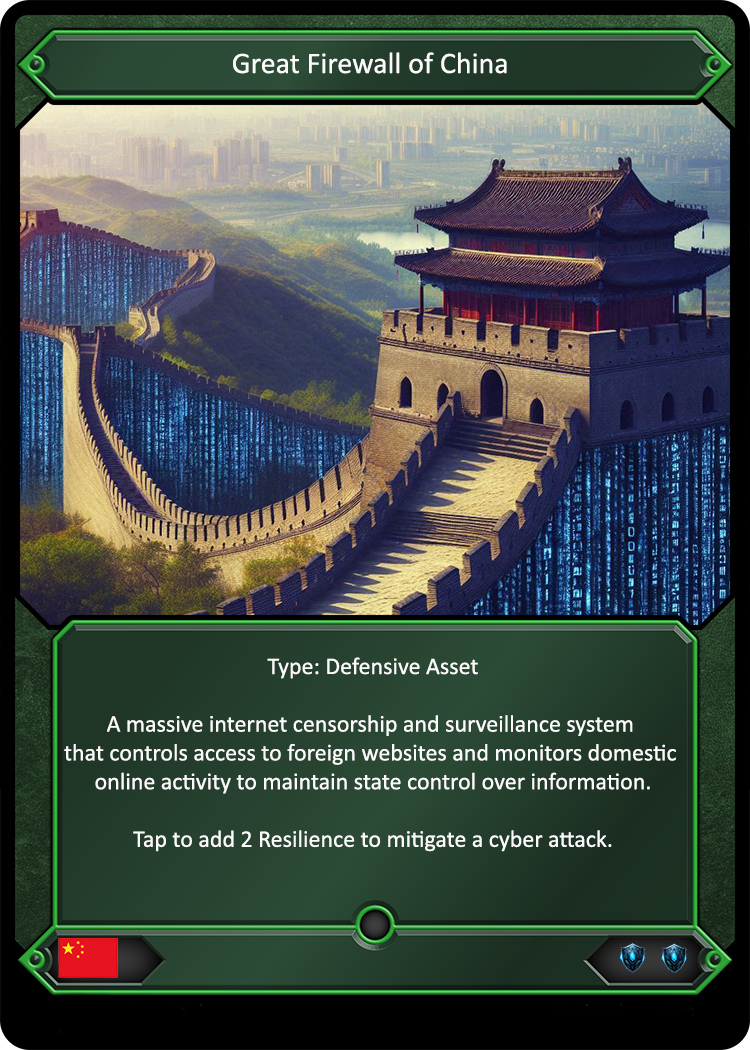 Great Firewall of China
Type: Defensive Asset
A massive internet censorship and surveillance system
that controls access to foreign websites and monitors domestic
online activity to maintain state control over information.
Tap to add 2 Resilience to mitigate a cyber attack.